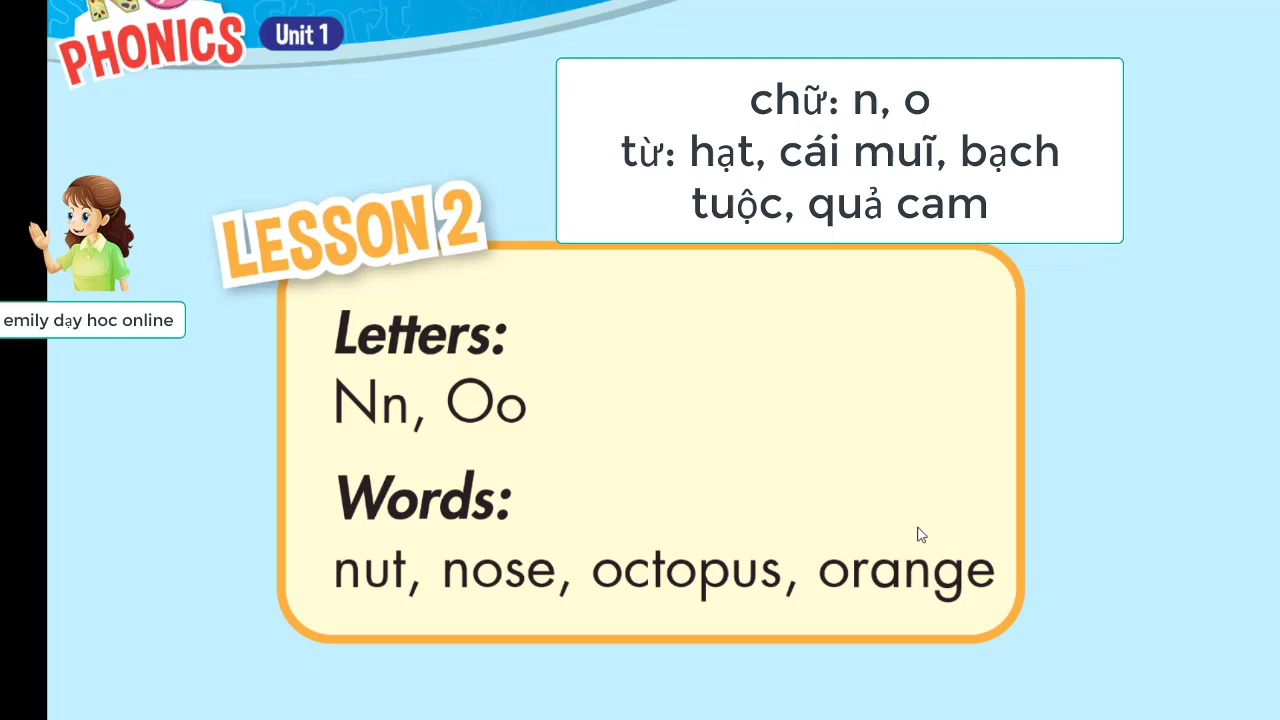 PHONICS
Unit 1
chữ: n, o
từ: hạt, cái muĩ, bạch
tuộc, quả cam
LESSON 2
emily dạy hoc online
Letters:
Nn, Oo
Words:
nut, nose, octopus, orange